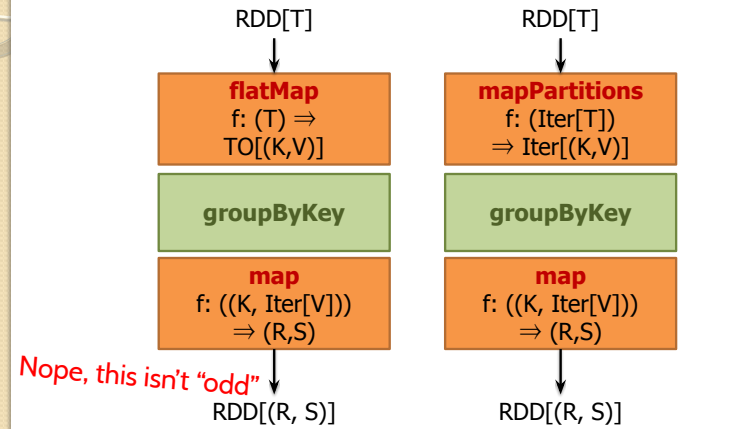 RDD[T]
flatMap
f: (T) ⇒
TO[(K,V)]
groupByKey
map
f: ((K, Iter[V]))
⇒ (R,S)
Nope, this isn't "odd"
RDD[(R, S)]
RDD[T]
mapPartitions
f: (Iter[T])
⇒ Iter[(K,V)]
groupByKey
map
f: ((K, Iter[V]))
⇒ (R,S)
RDD[(R, S)]